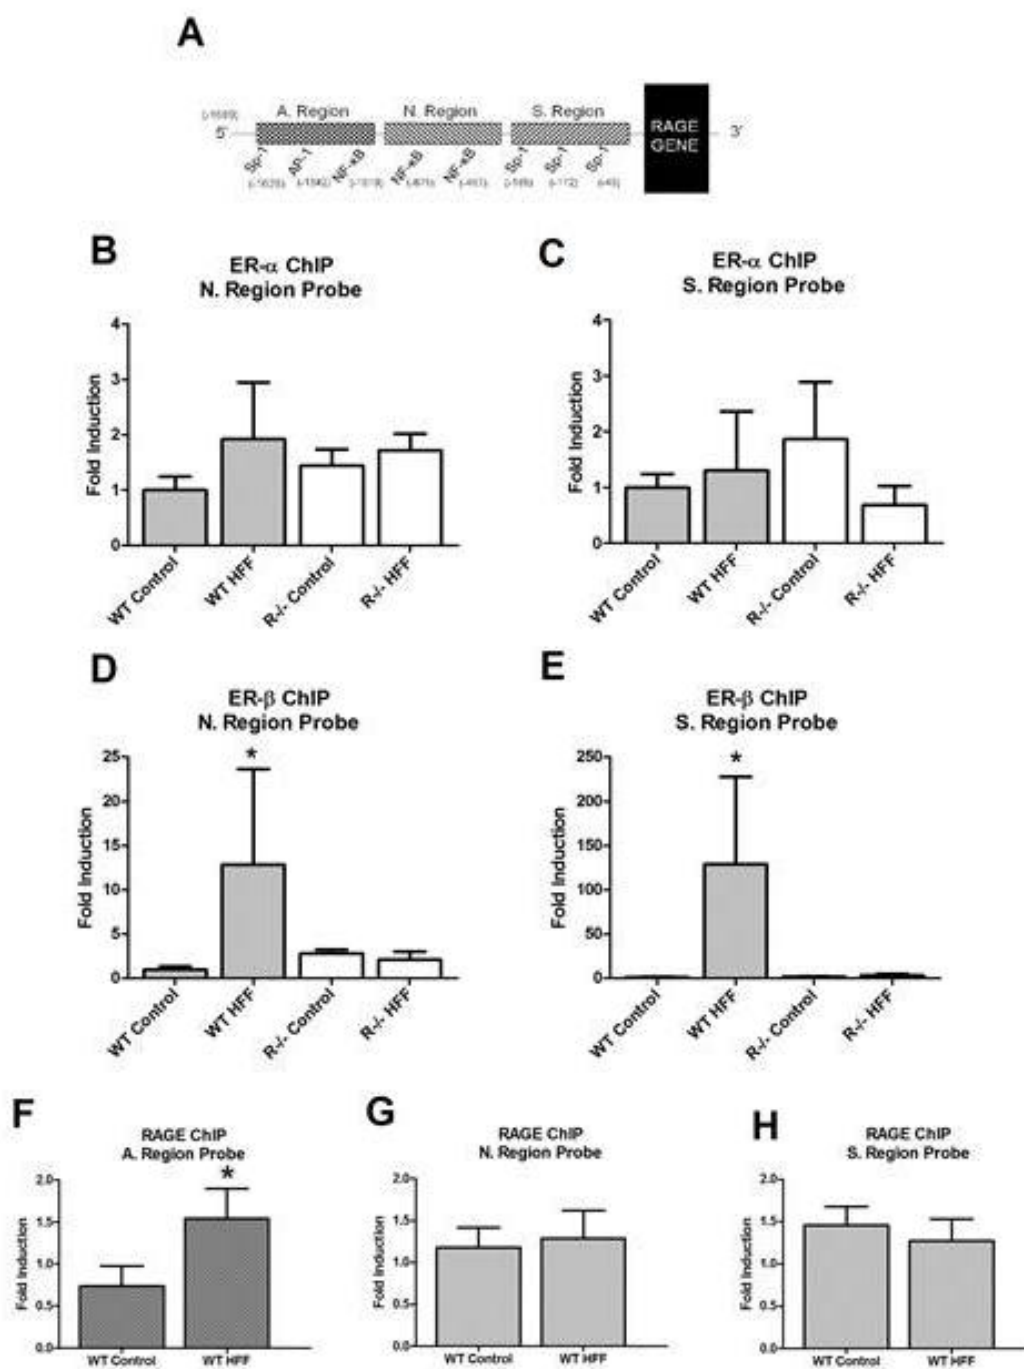 A
A. Region
N. Region
S. Region
5'
RAGE
GENE
3'
Sp-1
AP-1
NF-κB
NF-κB
NF-κB
Sp-1
Sp-1
Sp-1
B
ER-α ChIP
N. Region Probe
Fold Induction
4
3
2
1
0
WT Control
WT HFF
R-/- Control
R-/- HFF
C
ER-α ChIP
S. Region Probe
Fold Induction
4
3
2
1
0
WT Control
WT HFF
R-/- Control
R-/- HFF
D
ER-β ChIP
N. Region Probe
Fold Induction
25
20
15
10
5
0
*
WT Control
WT HFF
R-/- Control
R-/- HFF
E
ER-β ChIP
S. Region Probe
Fold Induction
250
200
150
100
50
0
*
WT Control
WT HFF
R-/- Control
R-/- HFF
F
RAGE ChIP
A. Region Probe
Fold Induction
2.0
1.5
1.0
0.5
0.0
*
WT Control
WT HFF
G
RAGE ChIP
N. Region Probe
Fold Induction
2.0
1.5
1.0
0.5
0.0
WT Control
WT HFF
H
RAGE ChIP
S. Region Probe
Fold Induction
2.0
1.5
1.0
0.5
0.0
WT Control
WT HFF